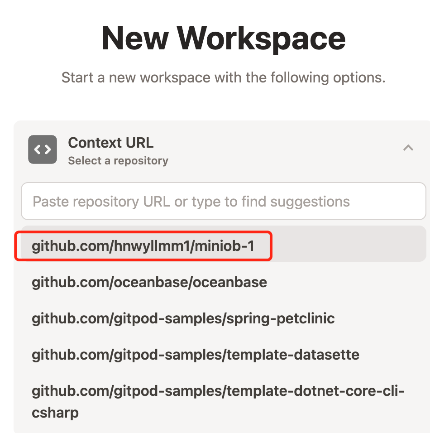 New Workspace
Start a new workspace with the following options.
Context URL
Select a repository
Paste repository URL or type to find suggestions
github.com/hnwyllmm1/miniob-1
github.com/oceanbase/oceanbase
github.com/gitpod-samples/spring-petclinic
github.com/gitpod-samples/template-datasette
github.com/gitpod-samples/template-dotnet-core-cli-
csharp